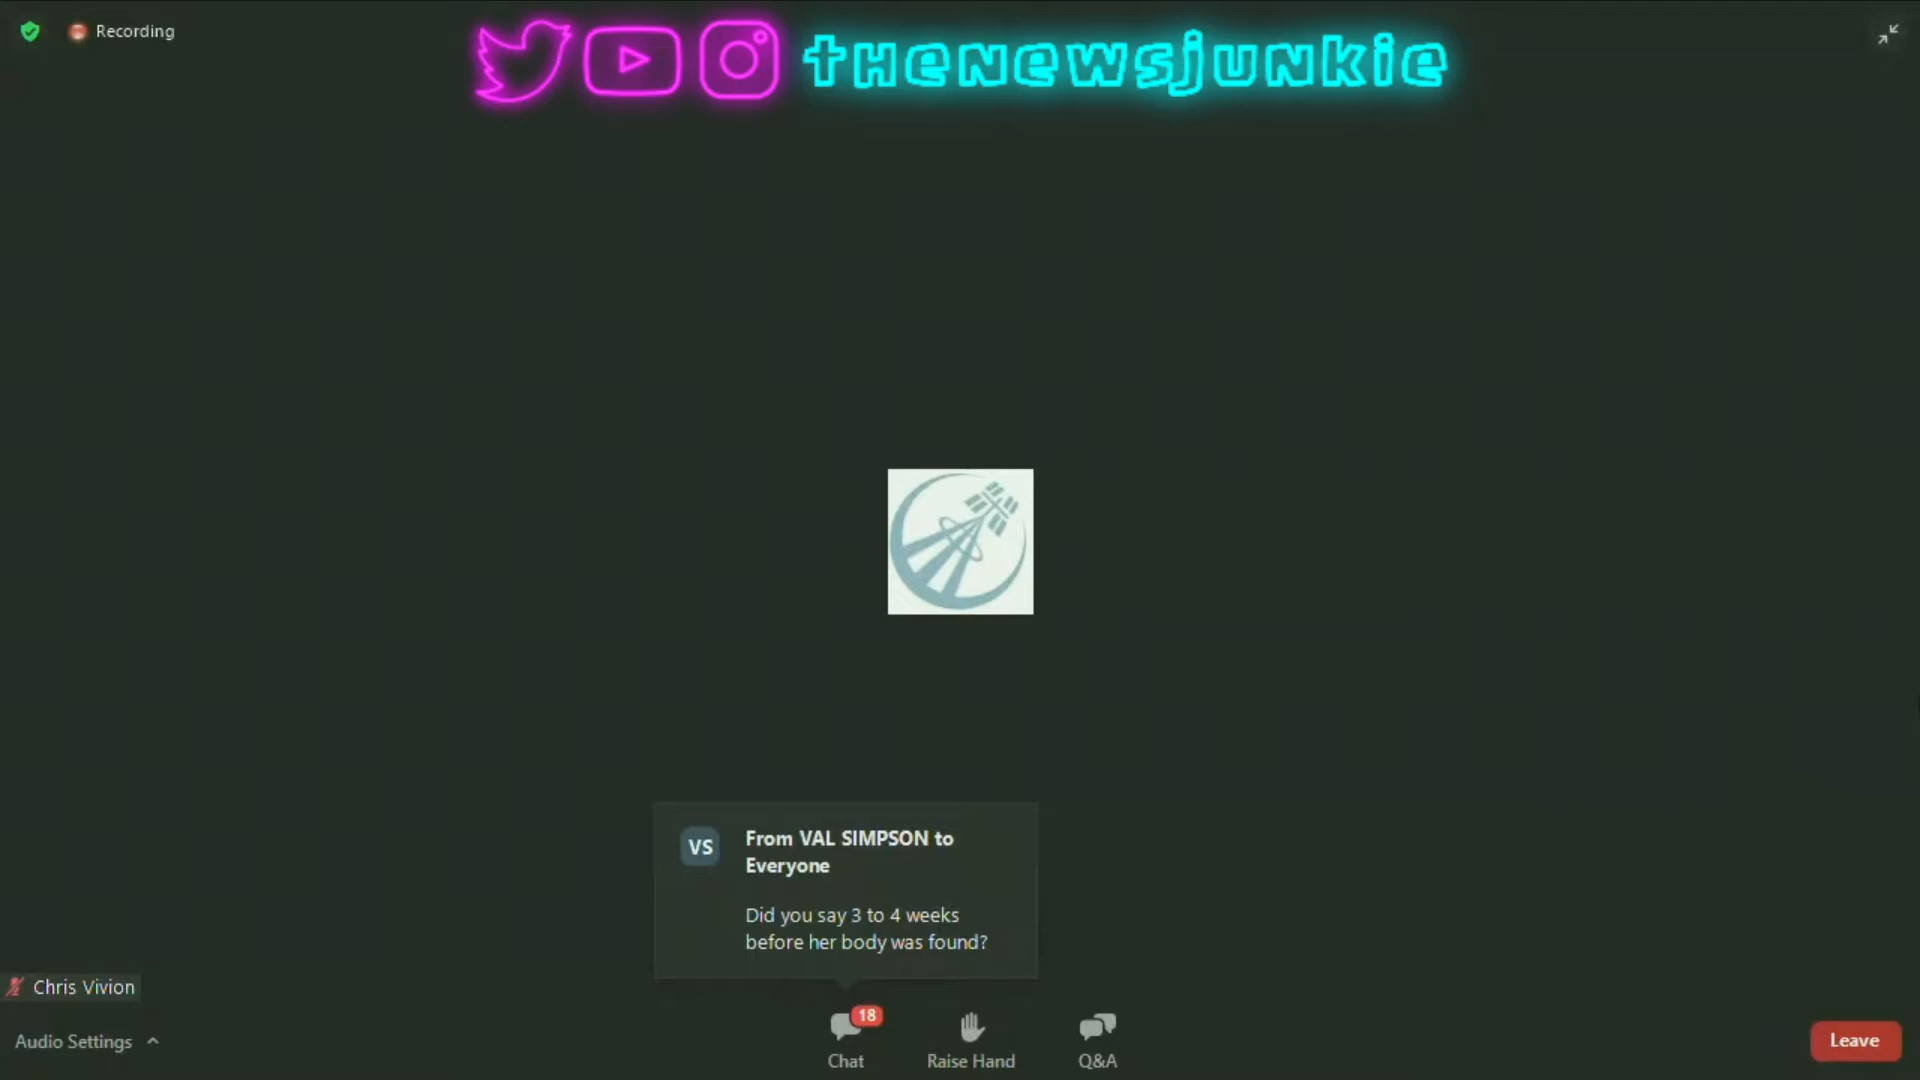 Recording
thenewsjunkie
VS
From VAL SIMPSON to
Everyone
Did you say 3 to 4 weeks
before her body was found?
Chris Vivion
Audio Settings
18
Chat
Raise Hand
Q&A
Leave